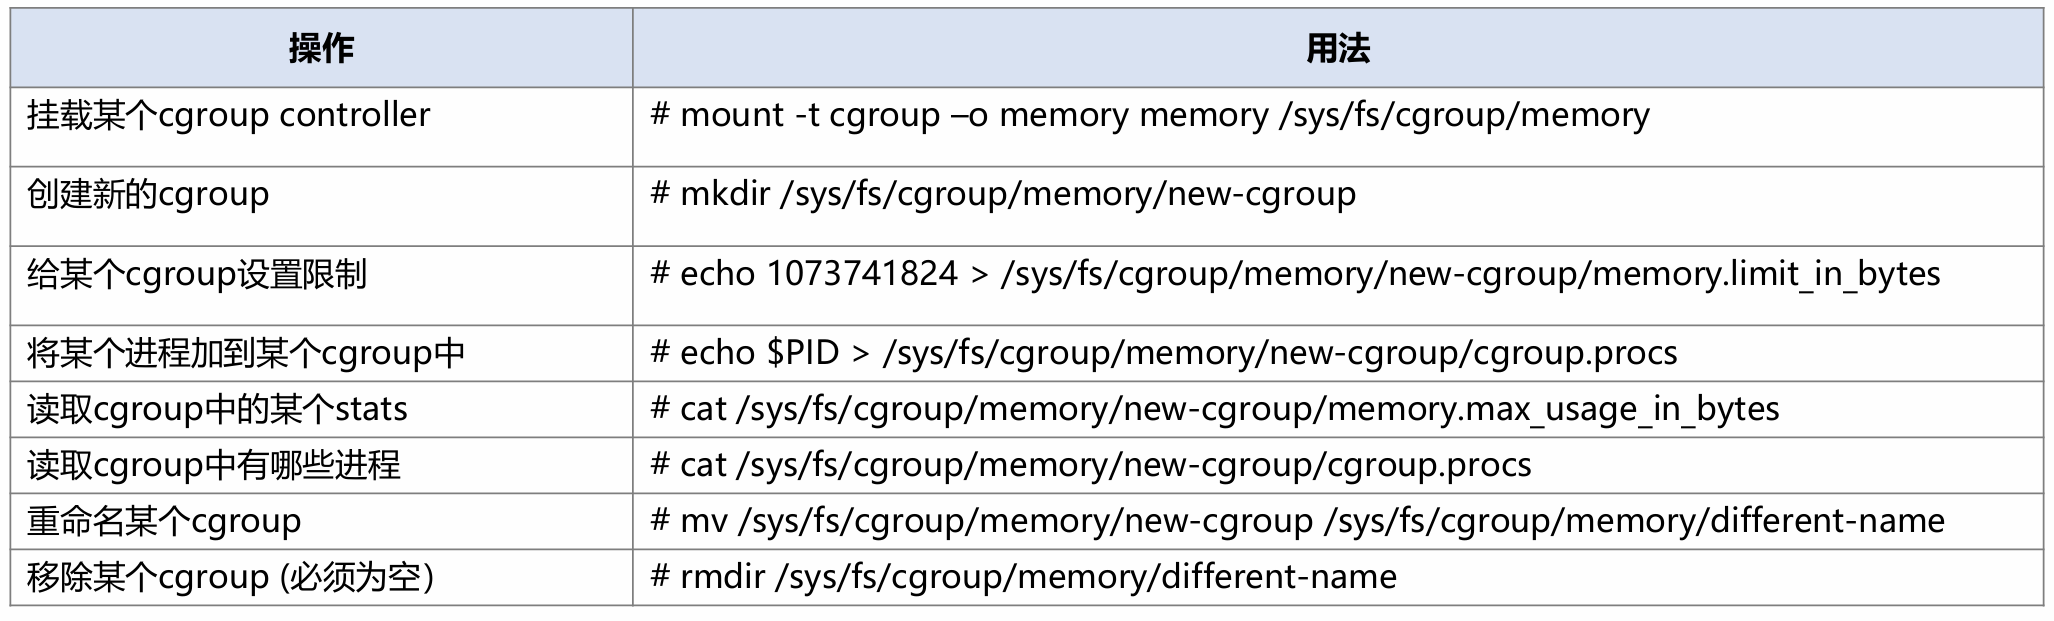 操作
用法
挂载某个cgroup controller
# mount -t cgroup –o memory memory /sys/fs/cgroup/memory
创建新的cgroup
# mkdir /sys/fs/cgroup/memory/new-cgroup
给某个cgroup设置限制
# echo 1073741824 > /sys/fs/cgroup/memory/new-cgroup/memory.limit_in_bytes
将某个进程加到某个cgroup中
# echo $PID > /sys/fs/cgroup/memory/new-cgroup/cgroup.procs
读取cgroup中的某个stats
# cat /sys/fs/cgroup/memory/new-cgroup/memory.max_usage_in_bytes
读取cgroup中有哪些进程
# cat /sys/fs/cgroup/memory/new-cgroup/cgroup.procs
重命名某个cgroup
# mv /sys/fs/cgroup/memory/new-cgroup /sys/fs/cgroup/memory/different-name
移除某个cgroup (必须为空)
# rmdir /sys/fs/cgroup/memory/different-name